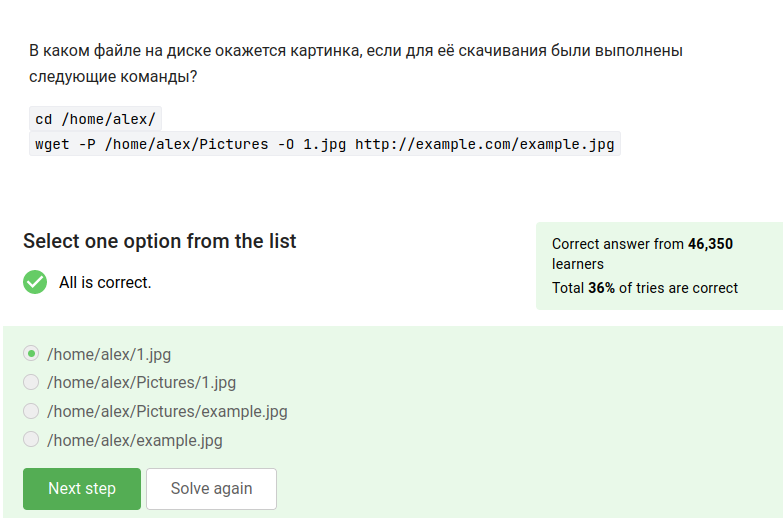 В каком файле на диске окажется картинка, если для её скачивания были выполнены
следующие команды?
cd /home/alex/
wget -P /home/alex/Pictures -O 1.jpg http://example.com/example.jpg
Select one option from the list
Correct answer from 46,350
learners
Total 36% of tries are correct
All is correct.
/home/alex/1.jpg
/home/alex/Pictures/1.jpg
/home/alex/Pictures/example.jpg
/home/alex/example.jpg
Next step
Solve again